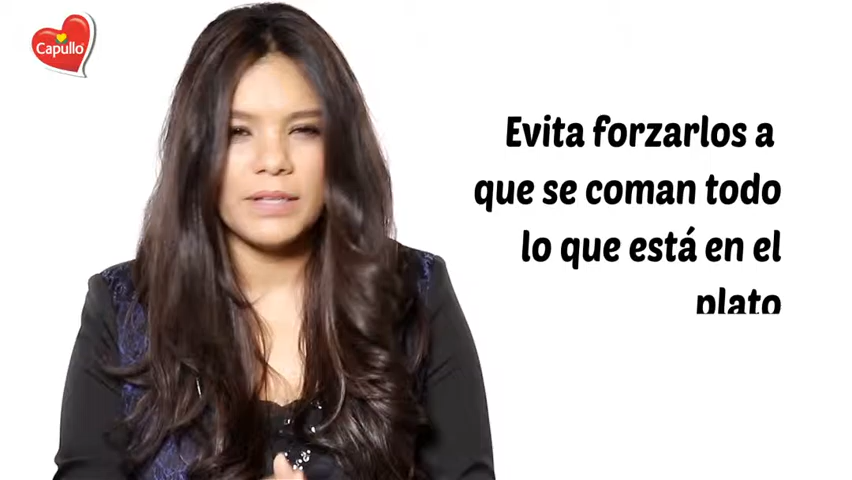 Capullo
Evita forzarlos a
que se coman todo
lo que está en el
plato